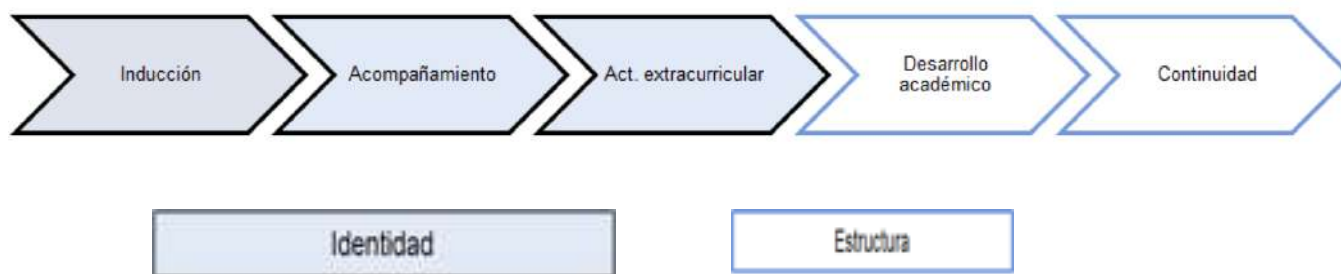 Inducción
Acompañamiento
Act. extracurricular
Desarrollo
académico
Continuidad
Identidad
Estructura